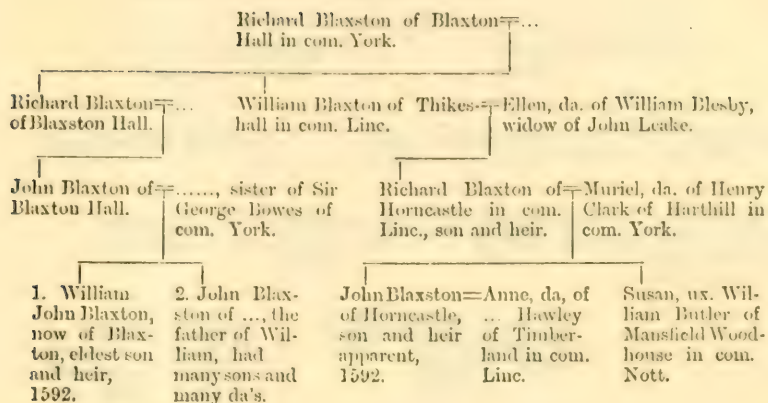 Richard Blaxston of Blaxton=...
Hall in com. York.
Richard Blaxton=...
of Blaxston Hall.
William Blaxton of Thikes-=Ellen, da. of William Blesby,
hall in com. Linc. widow of John Leake.
John Blaxton of=......, sister of Sir
Blaxton Hall. George Bowes of
com. York.
Richard Blaxton of=Muriel, da. of Henry
Horncastle in com. Clark of Harthill in
Linc., son and heir. com. York.
1. William
John Blaxton,
now of Blax-
ton, eldest son
and heir,
1592.
2. John Blax-
ston of ..., the
father of Wil-
liam, had
many sons and
many da's.
John Blaxston=Anne, da, of
of Horncastle, ... Hawley
son and heir of Timber-
apparent, land in com.
1592. Linc.
Susan, ux. Wil-
liam Butler of
Mansfield Wood-
house in com.
Nott.